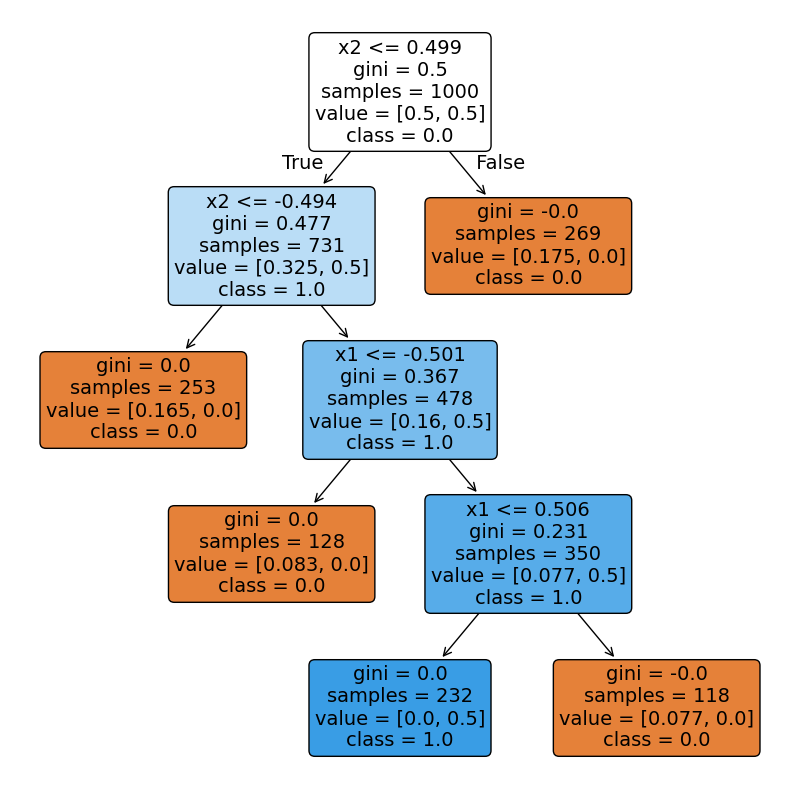 x2 <= 0.499
gini = 0.5
samples = 1000
value = [0.5, 0.5]
class = 0.0
True
False
x2 <= -0.494
gini = 0.477
samples = 731
value = [0.325, 0.5]
class = 1.0
gini = -0.0
samples = 269
value = [0.175, 0.0]
class = 0.0
gini = 0.0
samples = 253
value = [0.165, 0.0]
class = 0.0
x1 <= -0.501
gini = 0.367
samples = 478
value = [0.16, 0.5]
class = 1.0
gini = 0.0
samples = 128
value = [0.083, 0.0]
class = 0.0
x1 <= 0.506
gini = 0.231
samples = 350
value = [0.077, 0.5]
class = 1.0
gini = 0.0
samples = 232
value = [0.0, 0.5]
class = 1.0
gini = -0.0
samples = 118
value = [0.077, 0.0]
class = 0.0